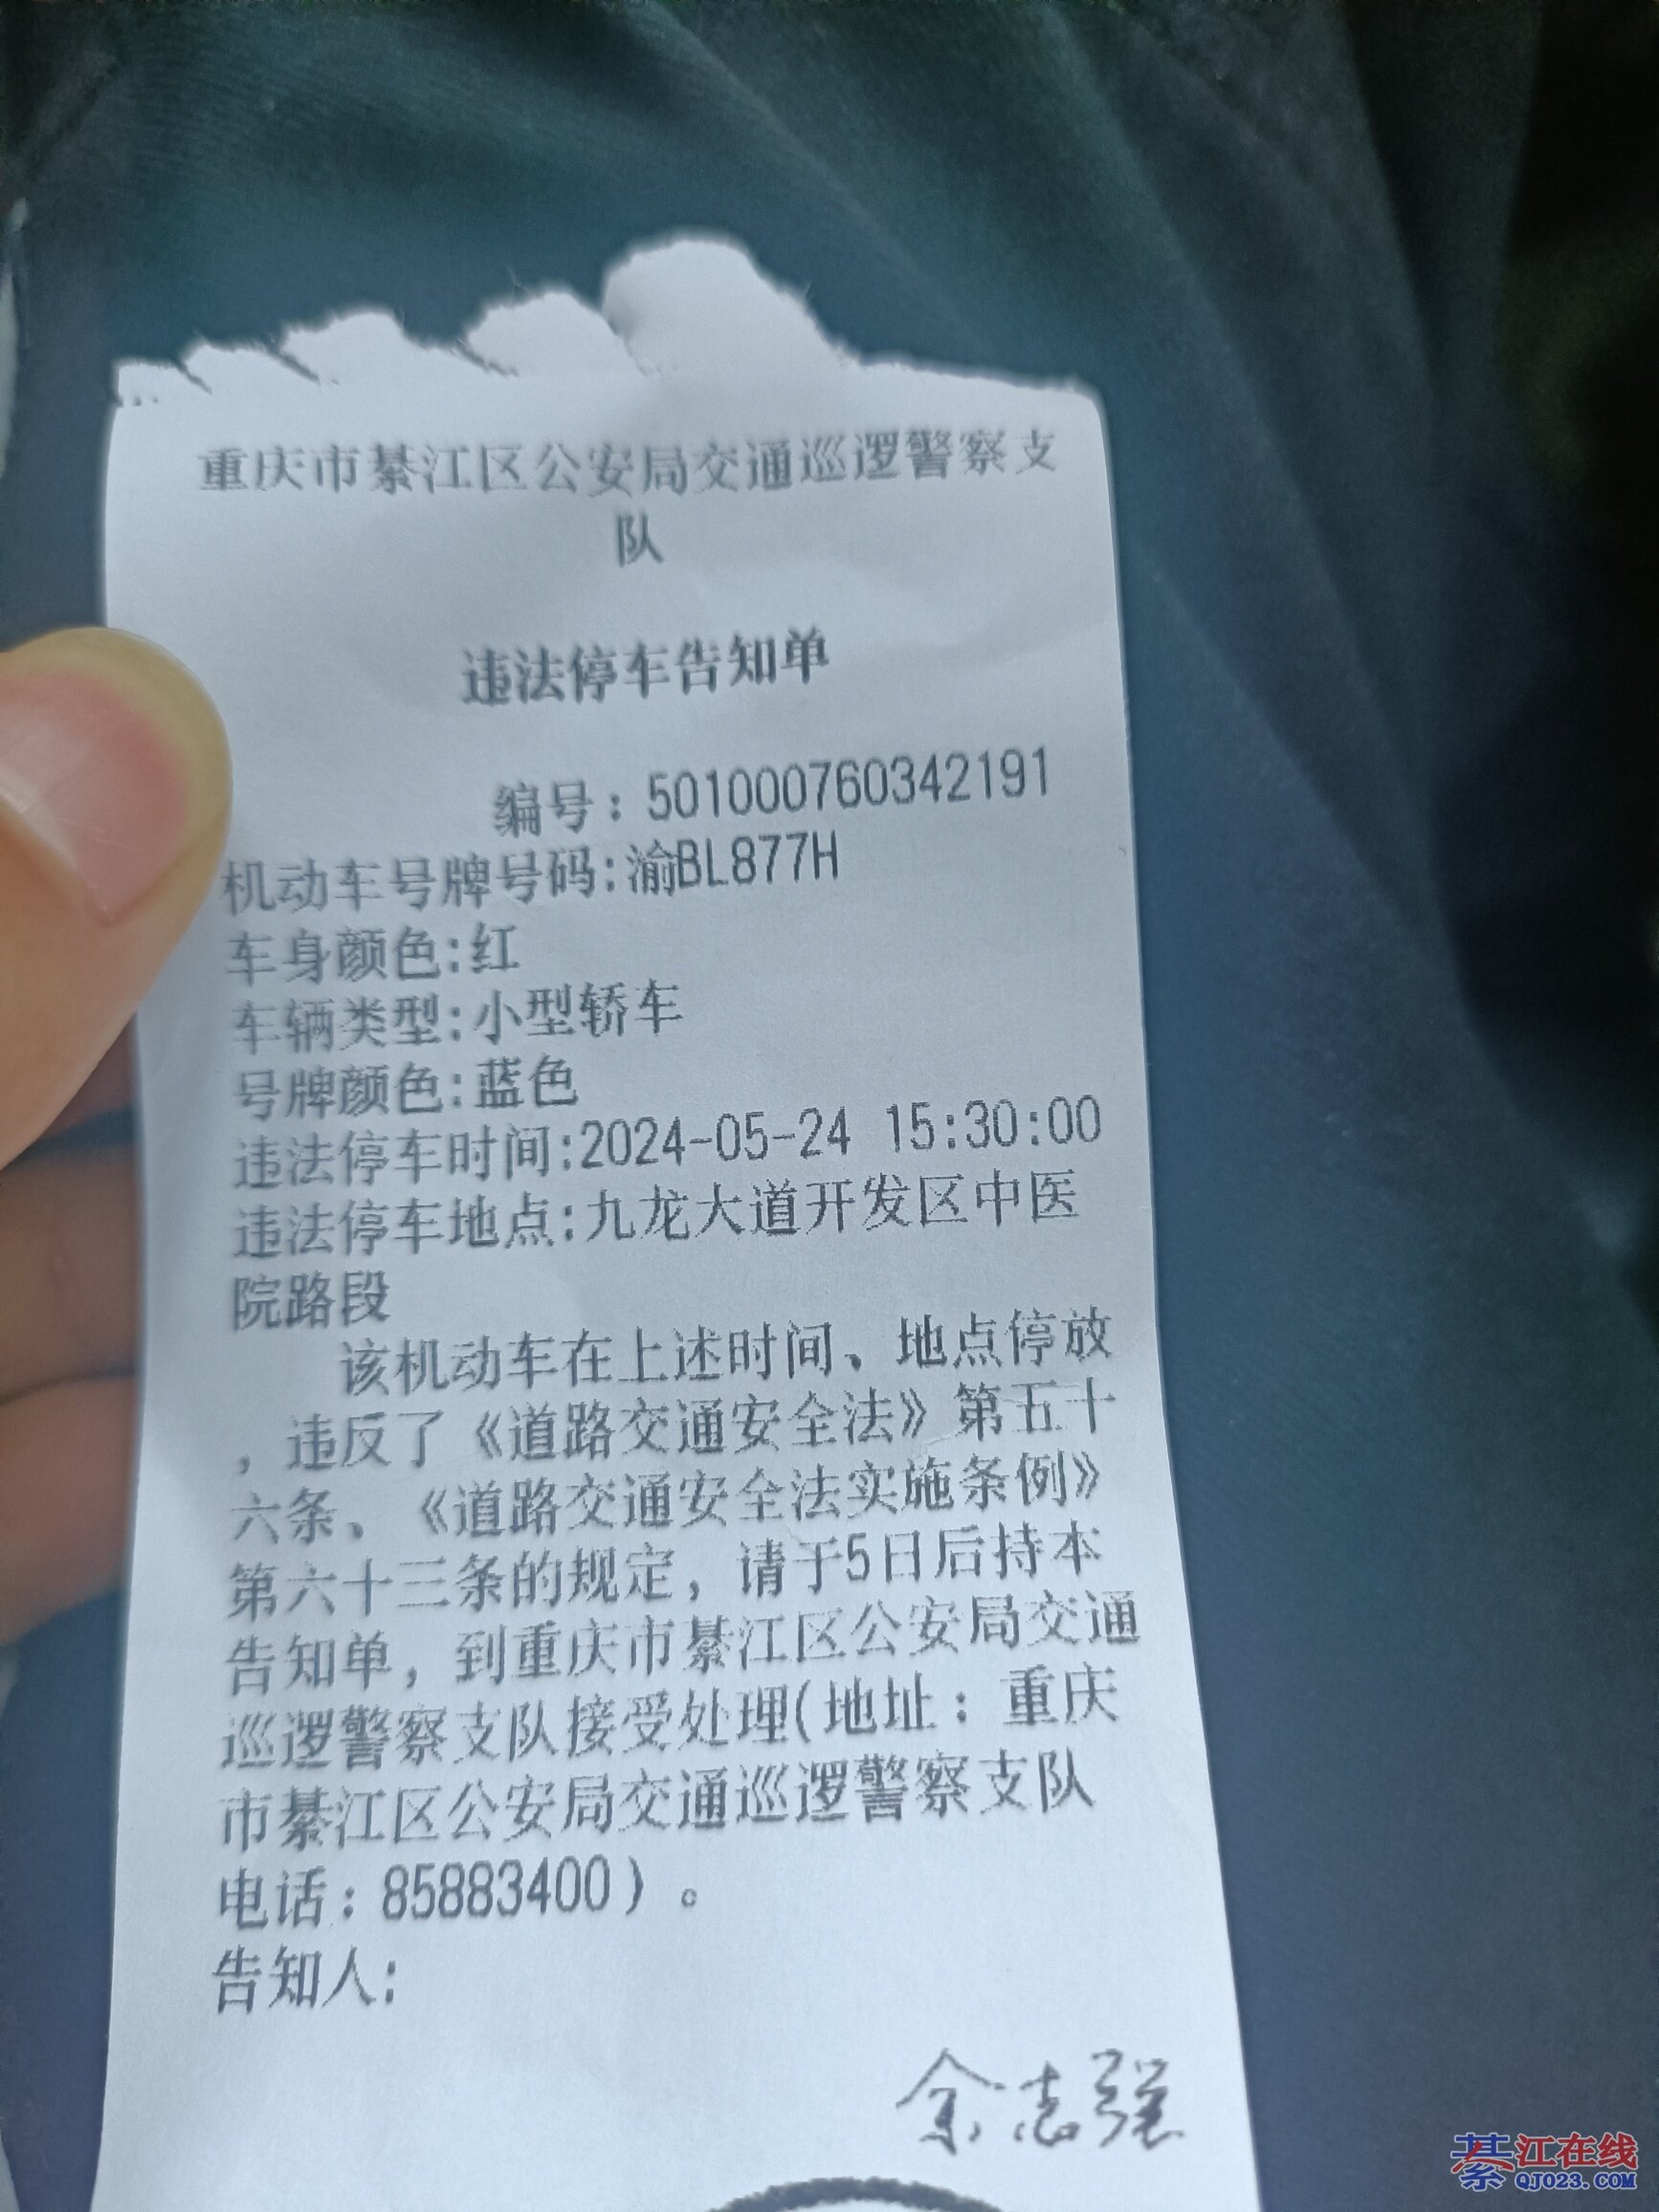 重庆市綦江区公安局交通巡逻警察支
队
违法停车告知单
编号：501000760342191
机动车号牌号码:渝BL877H
车身颜色:红
车辆类型:小型轿车
号牌颜色:蓝色
违法停车时间:2024-05-24 15:30:00
违法停车地点:九龙大道开发区中医
院路段
该机动车在上述时间、地点停放
，违反了《道路交通安全法》第五十
六条、《道路交通安全法实施条例》
第六十三条的规定，请于5日后持本
告知单，到重庆市綦江区公安局交通
巡逻警察支队接受处理(地址：重庆
市綦江区公安局交通巡逻警察支队
电话：85883400）。
告知人:
余志强
綦江在线
QJ023.COM